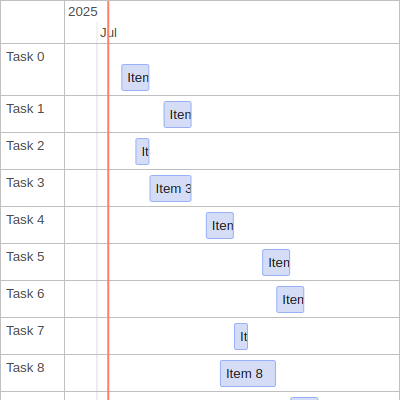 2025
Jul
Task 0
Item
Task 1
Item
Task 2
It
Task 3
Item 3
Task 4
Item
Task 5
Item
Task 6
Item
Task 7
It
Task 8
Item 8